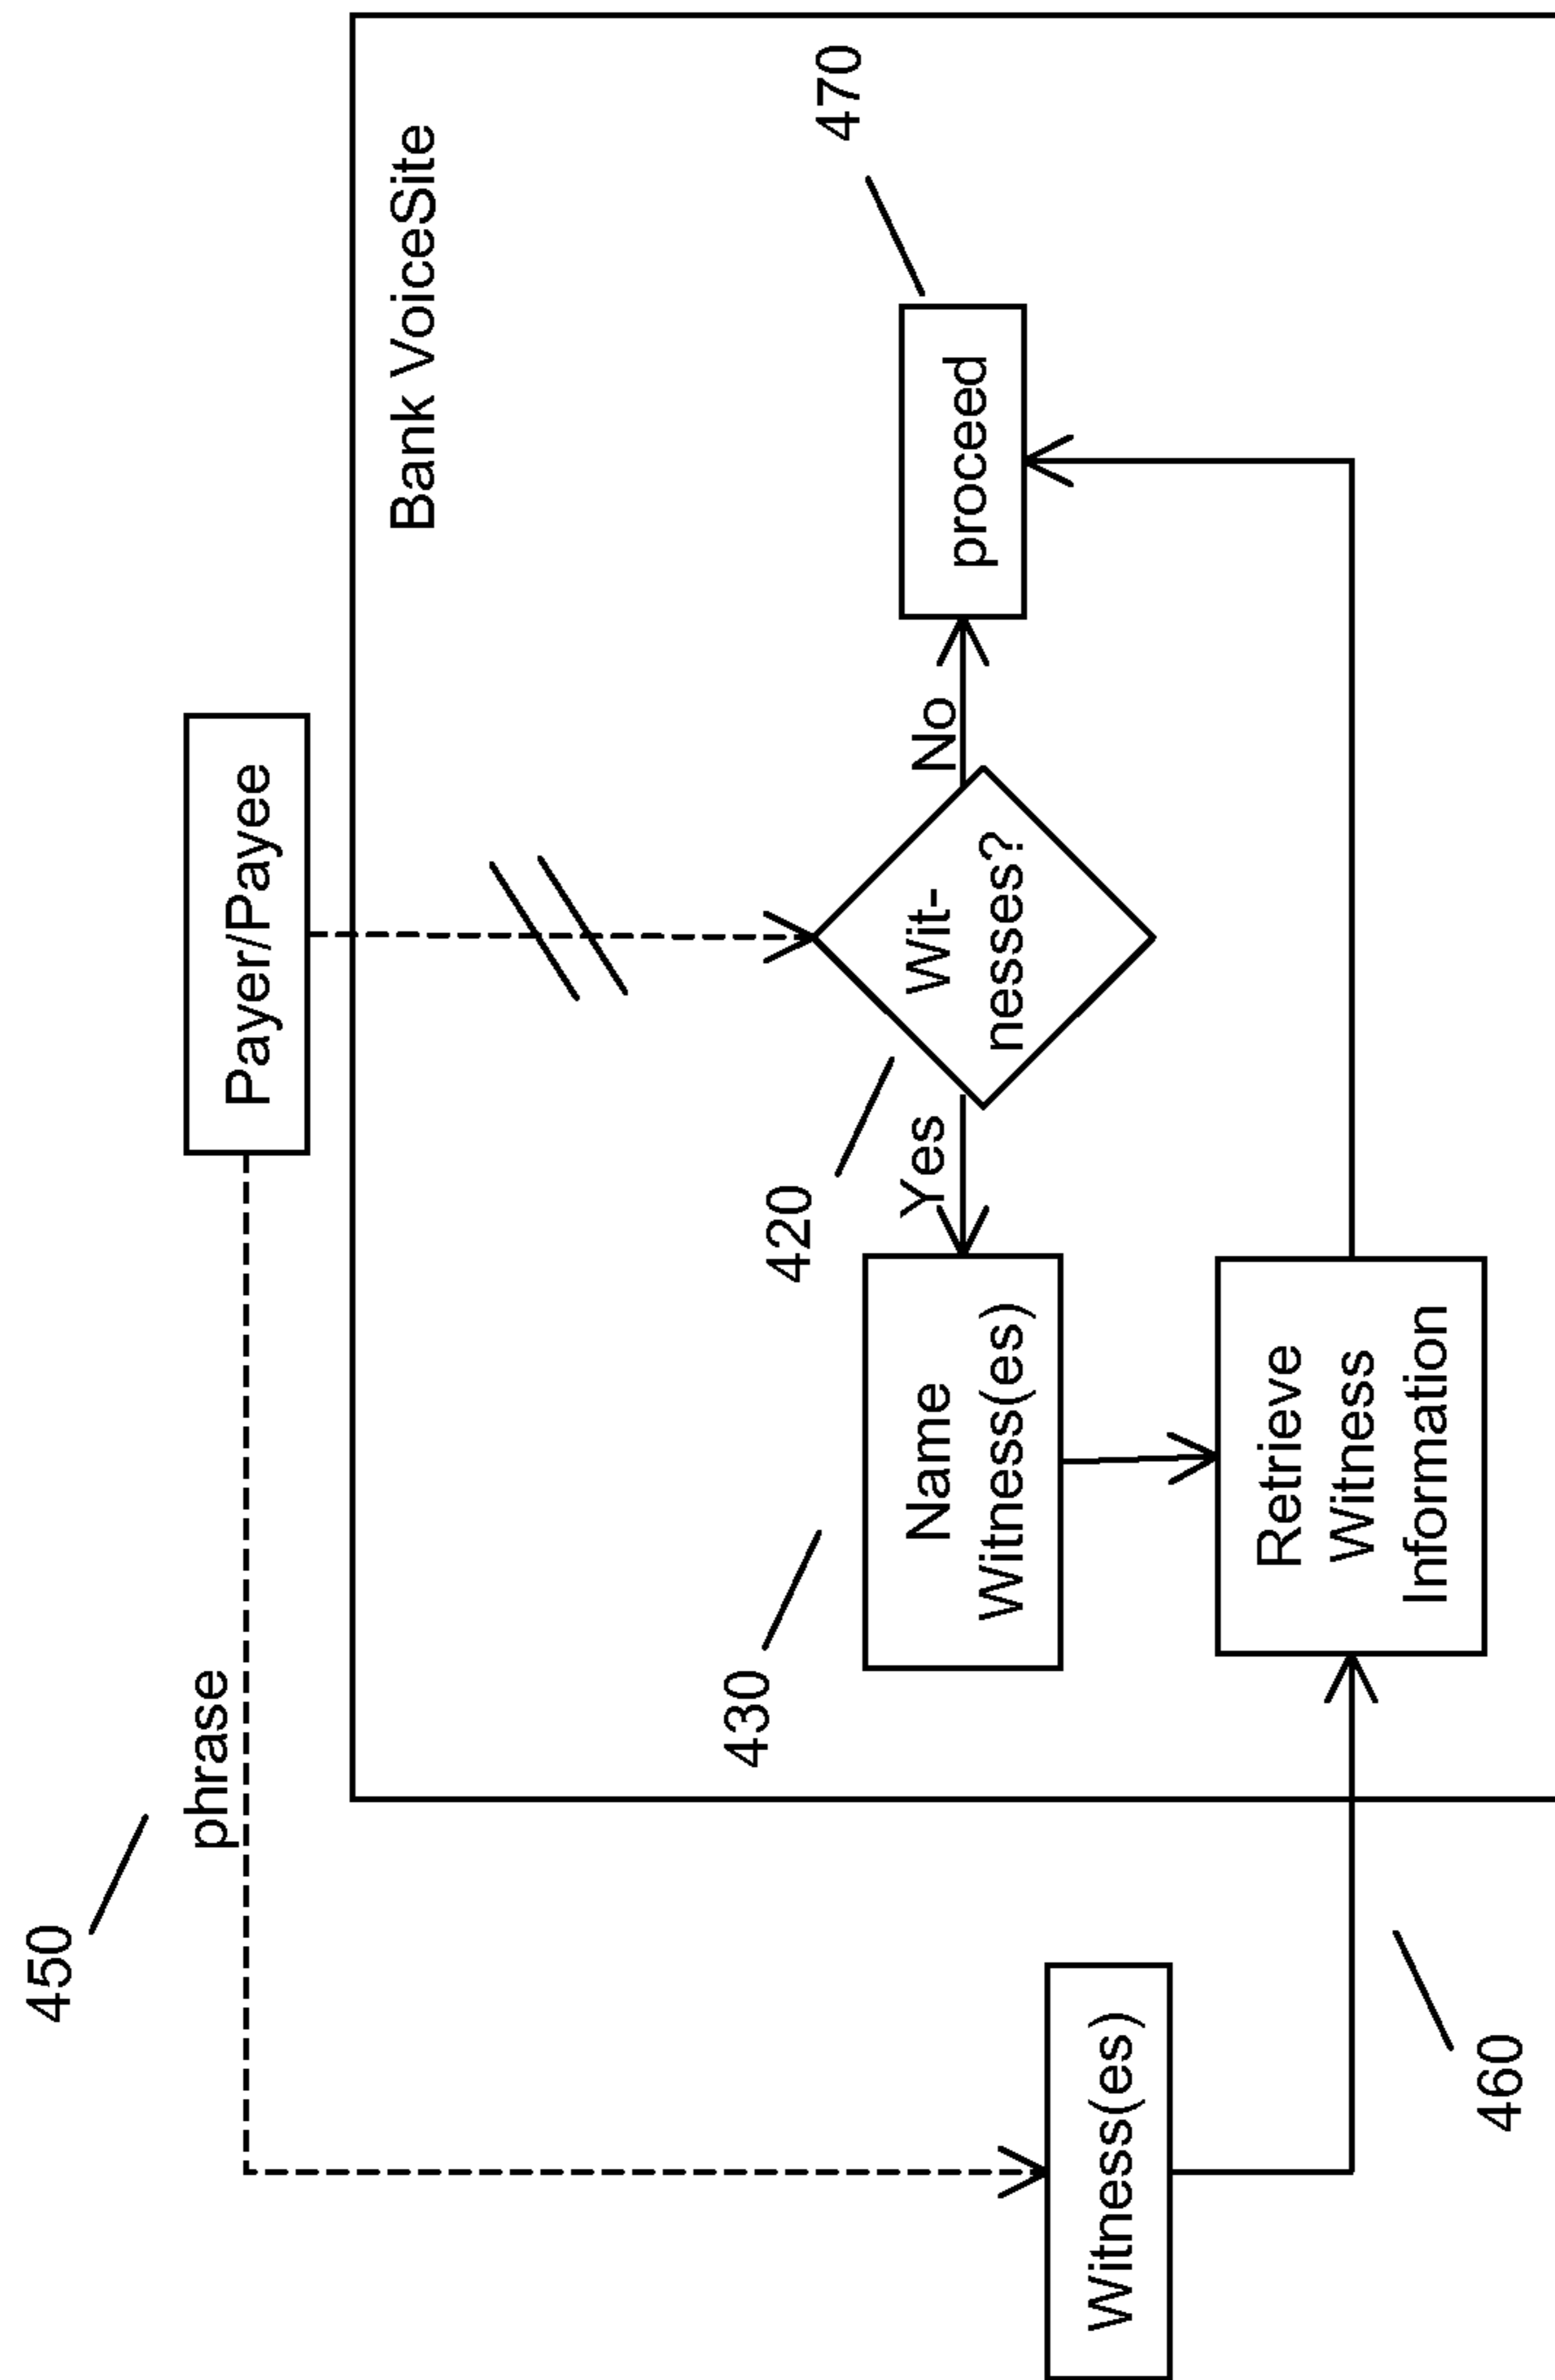 450
phrase
Payer/Payee
Bank VoiceSite
470
430
420
Name
Witness(es)
Yes
Wit-
nesses?
No
proceed
Witness(es)
Retrieve
Witness
Information
460